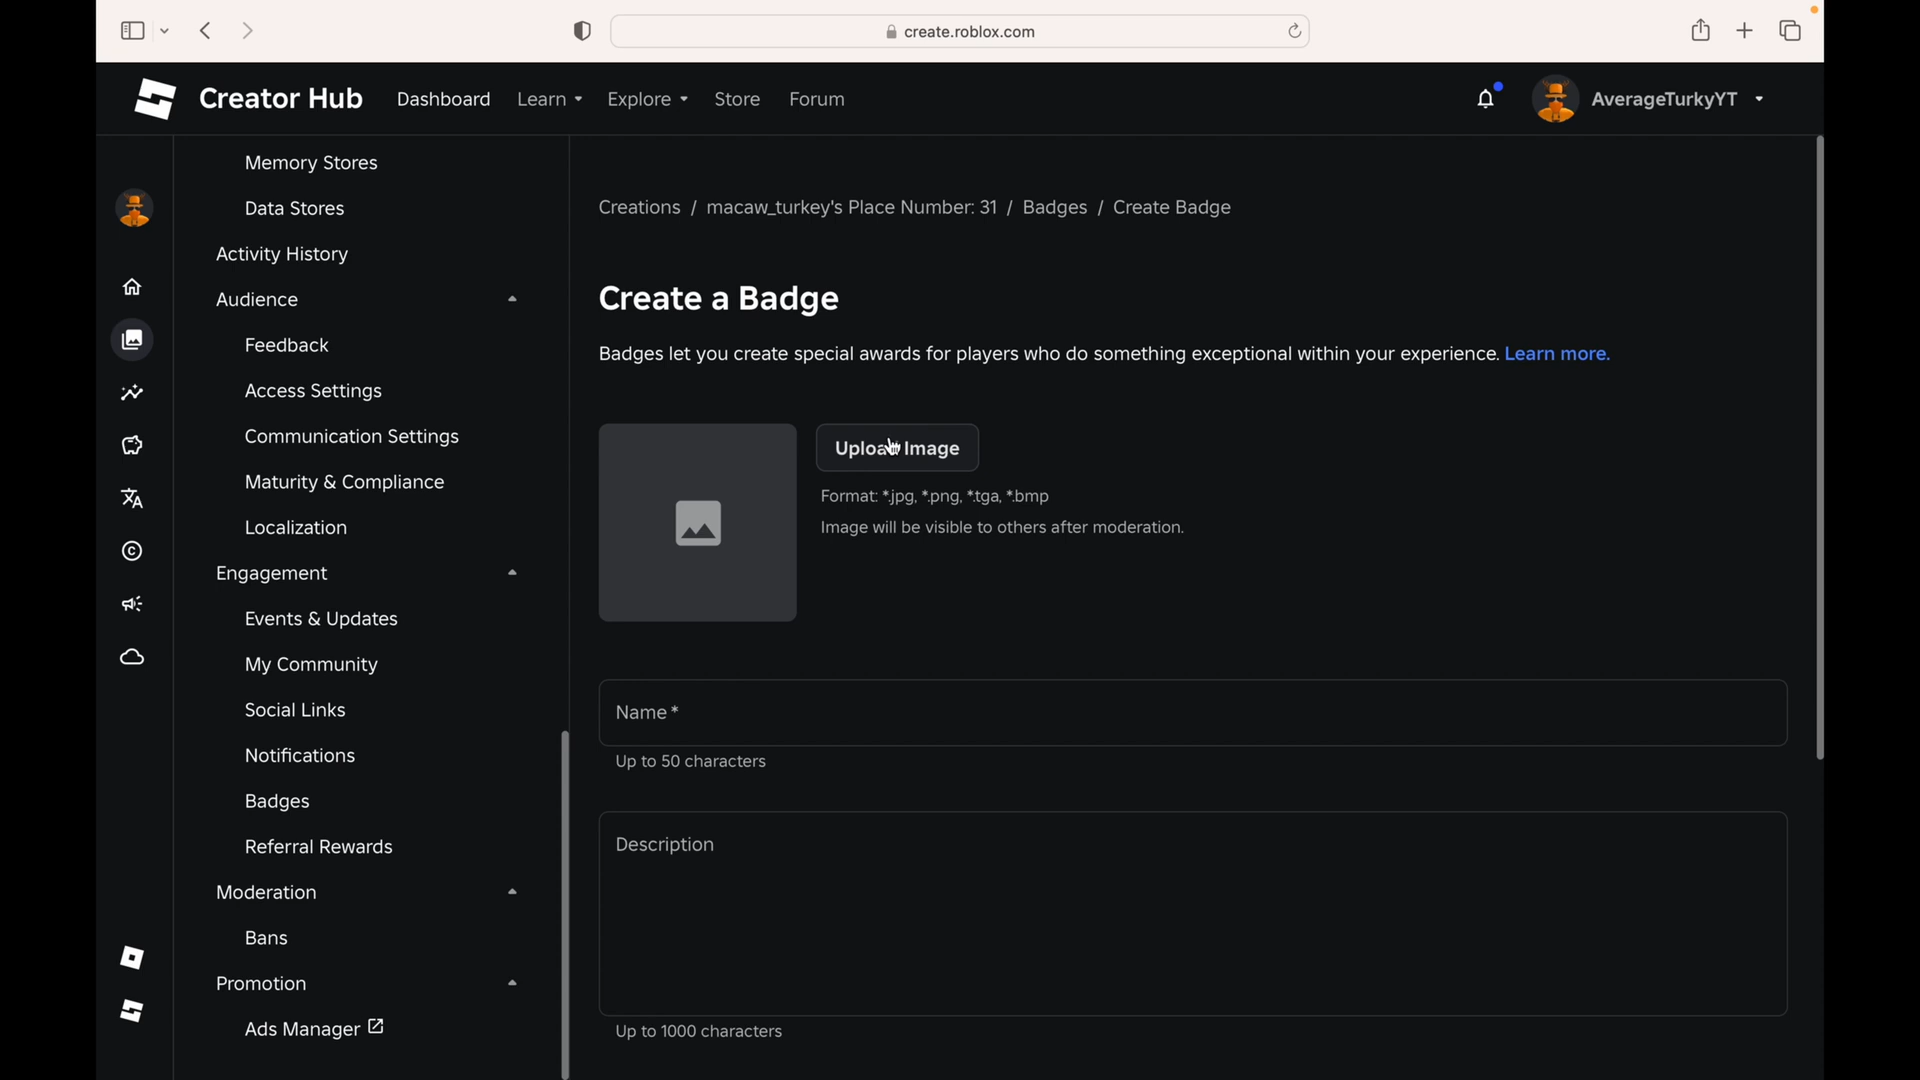 create.roblox.com
Creator Hub
Dashboard
Learn
Explore
Store
Forum
AverageTurkyYT
Memory Stores
Data Stores
Activity History
Audience
Feedback
Access Settings
Communication Settings
Maturity & Compliance
Localization
Engagement
Events & Updates
My Community
Social Links
Notifications
Badges
Referral Rewards
Moderation
Bans
Promotion
Ads Manager
Creations / macaw_turkey's Place Number: 31 / Badges / Create Badge
Create a Badge
Badges let you create special awards for players who do something exceptional within your experience. Learn more.
Upload Image
Format: *.jpg, *.png, *.tga, *.bmp
Image will be visible to others after moderation.
Name *
Up to 50 characters
Description
Up to 1000 characters